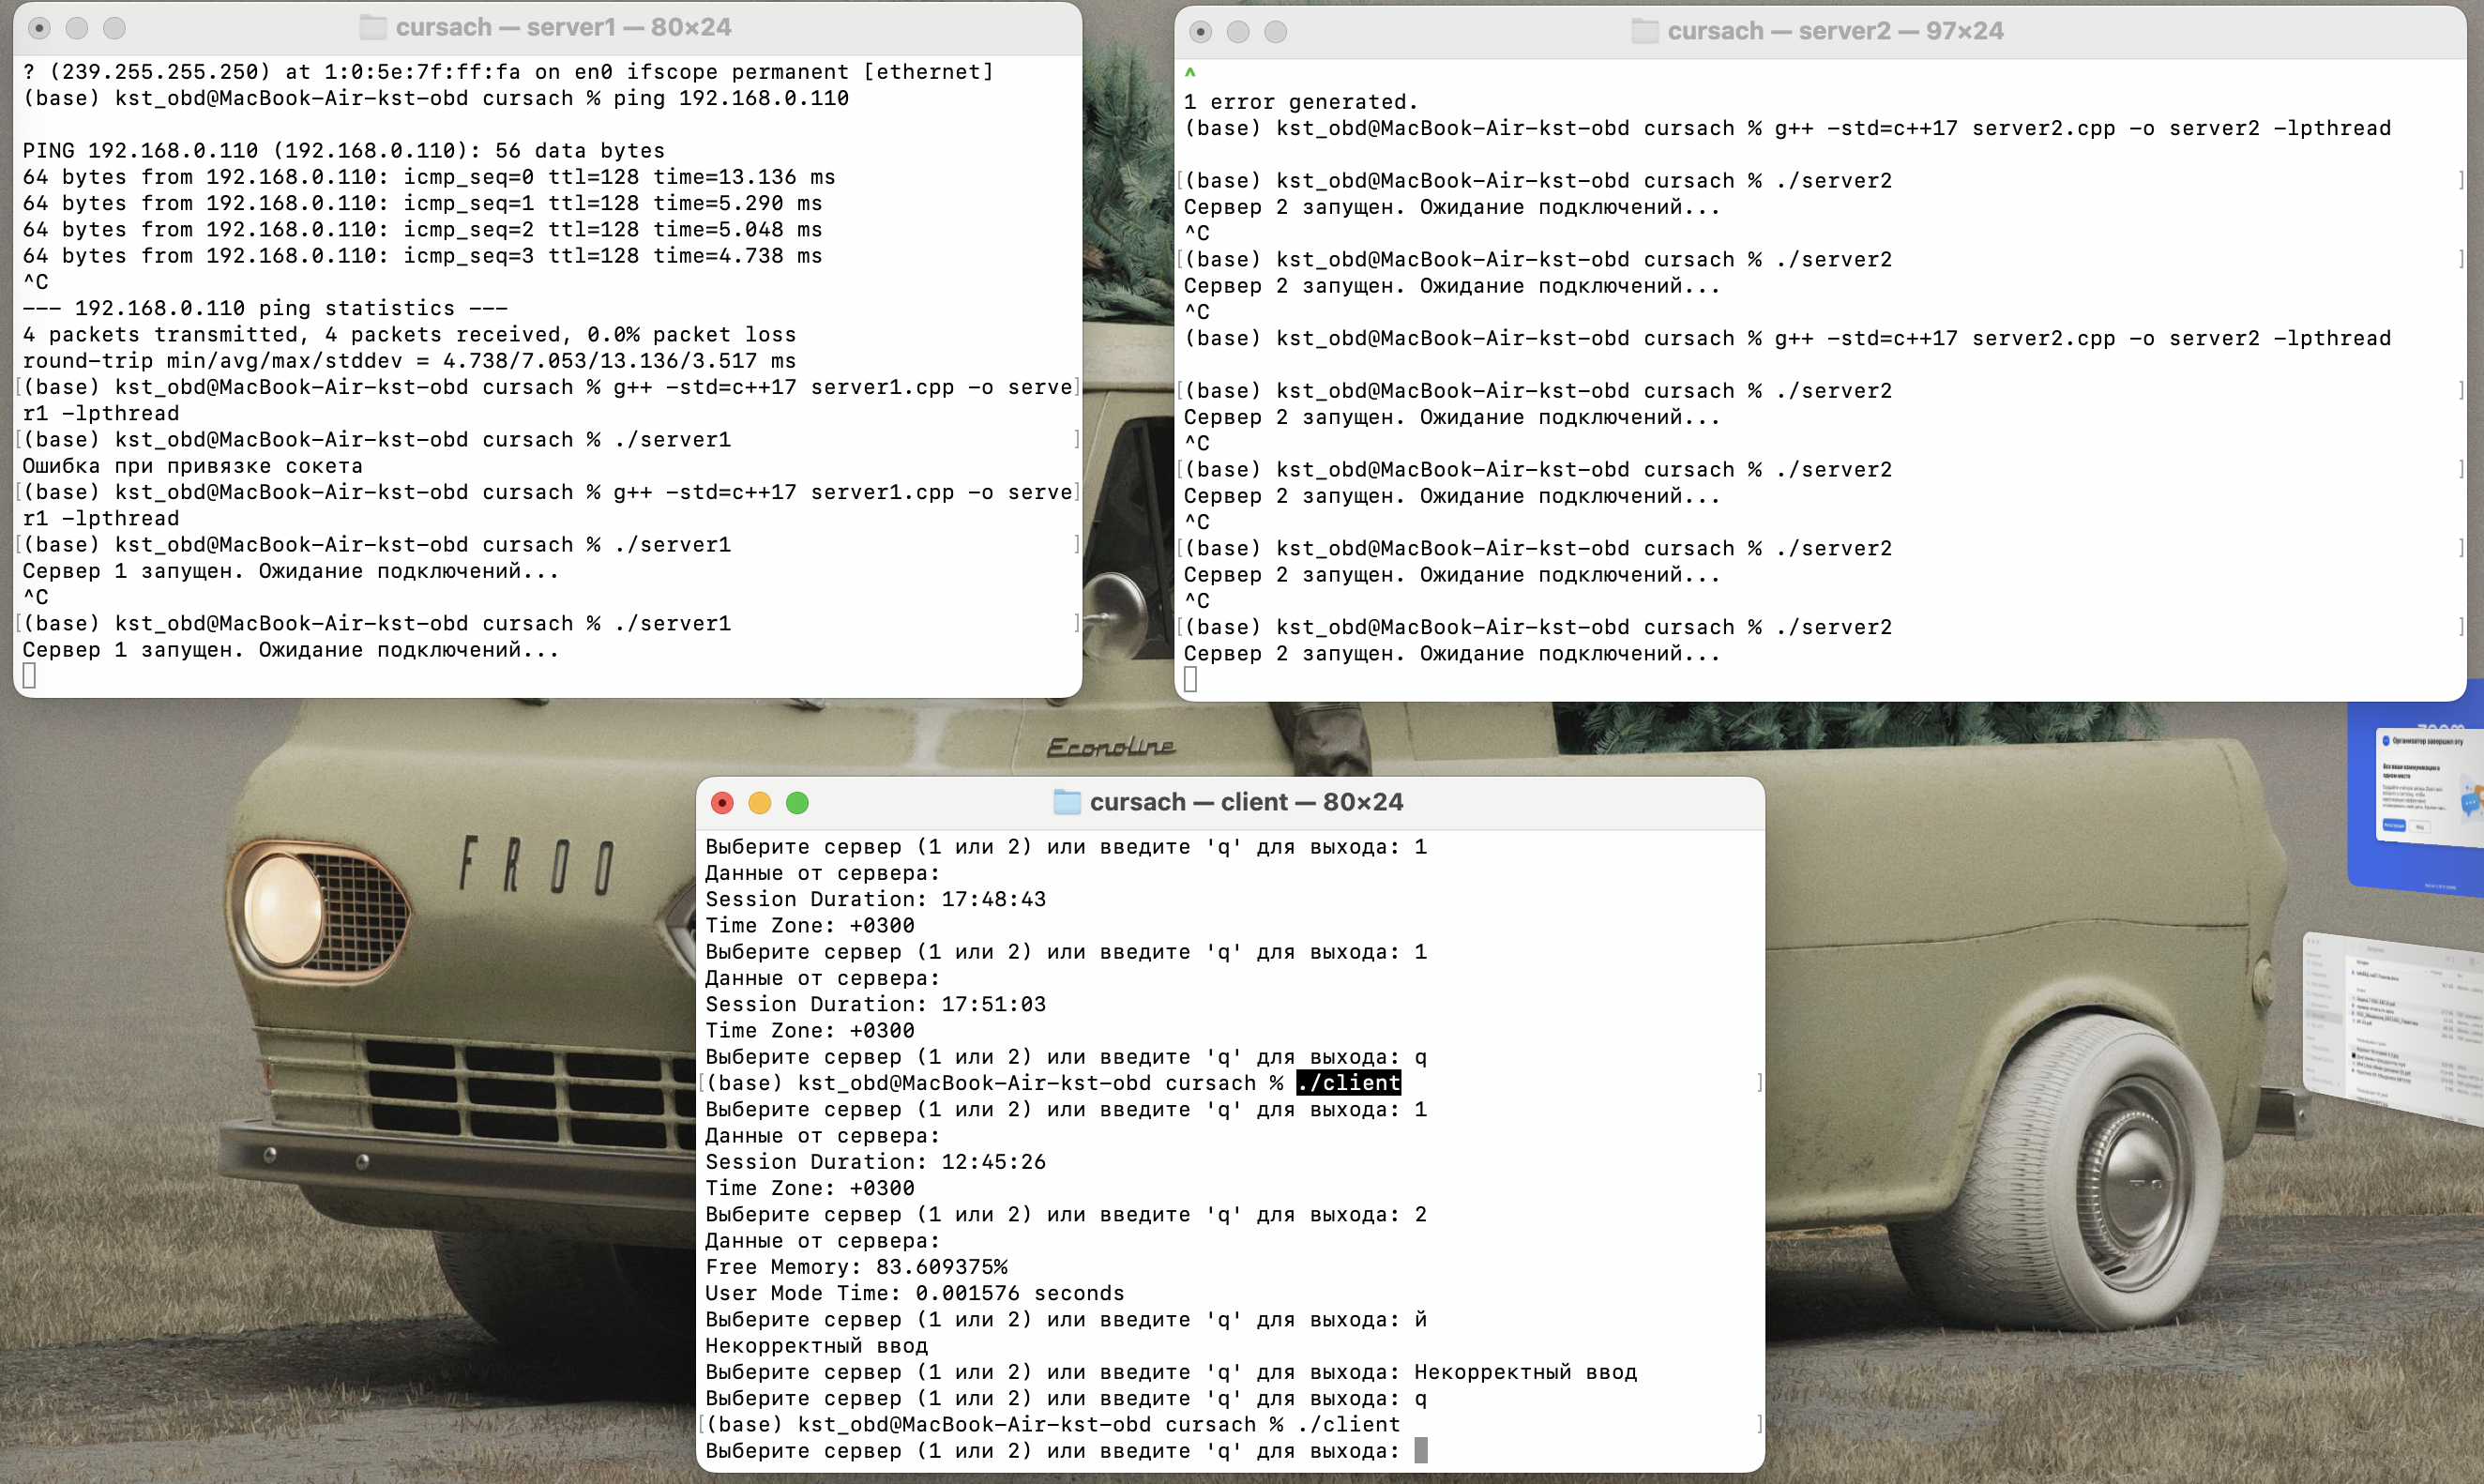 cursach — server1 — 80×24
? (239.255.255.250) at 1:0:5e:7f:ff:fa on en0 ifscope permanent [ethernet]
(base) kst_obd@MacBook-Air-kst-obd cursach % ping 192.168.0.110
PING 192.168.0.110 (192.168.0.110): 56 data bytes
64 bytes from 192.168.0.110: icmp_seq=0 ttl=128 time=13.136 ms
64 bytes from 192.168.0.110: icmp_seq=1 ttl=128 time=5.290 ms
64 bytes from 192.168.0.110: icmp_seq=2 ttl=128 time=5.048 ms
64 bytes from 192.168.0.110: icmp_seq=3 ttl=128 time=4.738 ms
^C
--- 192.168.0.110 ping statistics ---
4 packets transmitted, 4 packets received, 0.0% packet loss
round-trip min/avg/max/stddev = 4.738/7.053/13.136/3.517 ms
[(base) kst_obd@MacBook-Air-kst-obd cursach % g++ -std=c++17 server1.cpp -o serve]
r1 -lpthread
[(base) kst_obd@MacBook-Air-kst-obd cursach % ./server1 ]
Ошибка при привязке сокета
[(base) kst_obd@MacBook-Air-kst-obd cursach % g++ -std=c++17 server1.cpp -o serve]
r1 -lpthread
[(base) kst_obd@MacBook-Air-kst-obd cursach % ./server1 ]
Сервер 1 запущен. Ожидание подключений...
^C
[(base) kst_obd@MacBook-Air-kst-obd cursach % ./server1 ]
Сервер 1 запущен. Ожидание подключений...
cursach — server2 — 97×24
^
1 error generated.
(base) kst_obd@MacBook-Air-kst-obd cursach % g++ -std=c++17 server2.cpp -o server2 -lpthread
[(base) kst_obd@MacBook-Air-kst-obd cursach % ./server2 ]
Сервер 2 запущен. Ожидание подключений...
^C
[(base) kst_obd@MacBook-Air-kst-obd cursach % ./server2 ]
Сервер 2 запущен. Ожидание подключений...
^C
(base) kst_obd@MacBook-Air-kst-obd cursach % g++ -std=c++17 server2.cpp -o server2 -lpthread
[(base) kst_obd@MacBook-Air-kst-obd cursach % ./server2 ]
Сервер 2 запущен. Ожидание подключений...
^C
[(base) kst_obd@MacBook-Air-kst-obd cursach % ./server2 ]
Сервер 2 запущен. Ожидание подключений...
^C
[(base) kst_obd@MacBook-Air-kst-obd cursach % ./server2 ]
Сервер 2 запущен. Ожидание подключений...
^C
[(base) kst_obd@MacBook-Air-kst-obd cursach % ./server2 ]
Сервер 2 запущен. Ожидание подключений...
Econoline
FROD
Организатор завершил эту
cursach — client — 80×24
Выберите сервер (1 или 2) или введите 'q' для выхода: 1
Данные от сервера:
Session Duration: 17:48:43
Time Zone: +0300
Выберите сервер (1 или 2) или введите 'q' для выхода: 1
Данные от сервера:
Session Duration: 17:51:03
Time Zone: +0300
Выберите сервер (1 или 2) или введите 'q' для выхода: q
[(base) kst_obd@MacBook-Air-kst-obd cursach % ./client ]
Выберите сервер (1 или 2) или введите 'q' для выхода: 1
Данные от сервера:
Session Duration: 12:45:26
Time Zone: +0300
Выберите сервер (1 или 2) или введите 'q' для выхода: 2
Данные от сервера:
Free Memory: 83.609375%
User Mode Time: 0.001576 seconds
Выберите сервер (1 или 2) или введите 'q' для выхода: й
Некорректный ввод
Выберите сервер (1 или 2) или введите 'q' для выхода: Некорректный ввод
Выберите сервер (1 или 2) или введите 'q' для выхода: q
[(base) kst_obd@MacBook-Air-kst-obd cursach % ./client ]
Выберите сервер (1 или 2) или введите 'q' для выхода: